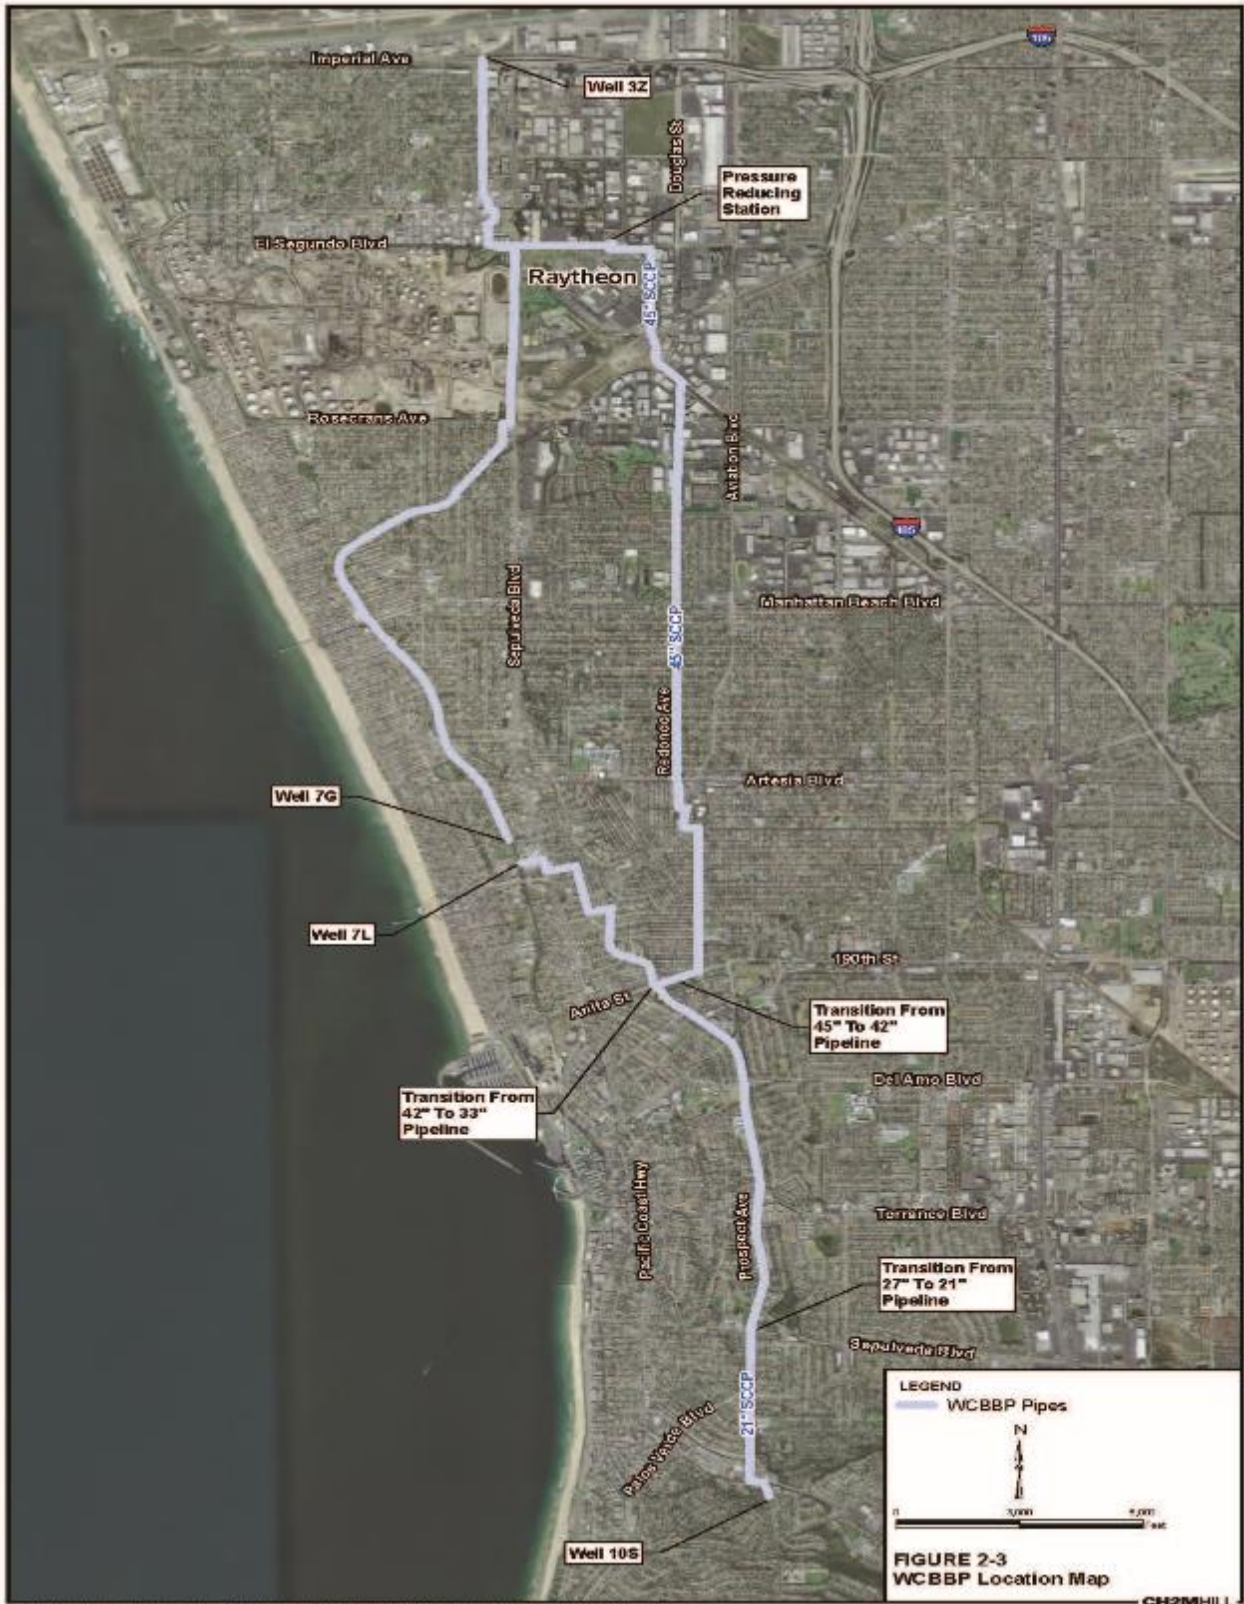 Imperial Ave
Well 3Z
Douglas St
Pressure
Reducing
Station
El Segundo Blvd
Raytheon
45" SCCP
Rosecrans Ave
Aviation Blvd
405
Sepulveda Blvd
Manhattan Beach Blvd
45" SCCP
Redondo Ave
Artesia Blvd
Well 7G
Well 7L
190th St
Anita St
Transition From
45" To 42"
Pipeline
Del Amo Blvd
Transition From
42" To 33"
Pipeline
Pacific Coast Hwy
Prospect Ave
Torrance Blvd
Transition From
27" To 21"
Pipeline
Sepulveda Blvd
21" SCCP
Palos Verde Blvd
Well 10S
LEGEND
WCBBP Pipes
N
0
Feet
FIGURE 2-3
WCBBP Location Map
CH2MHILL